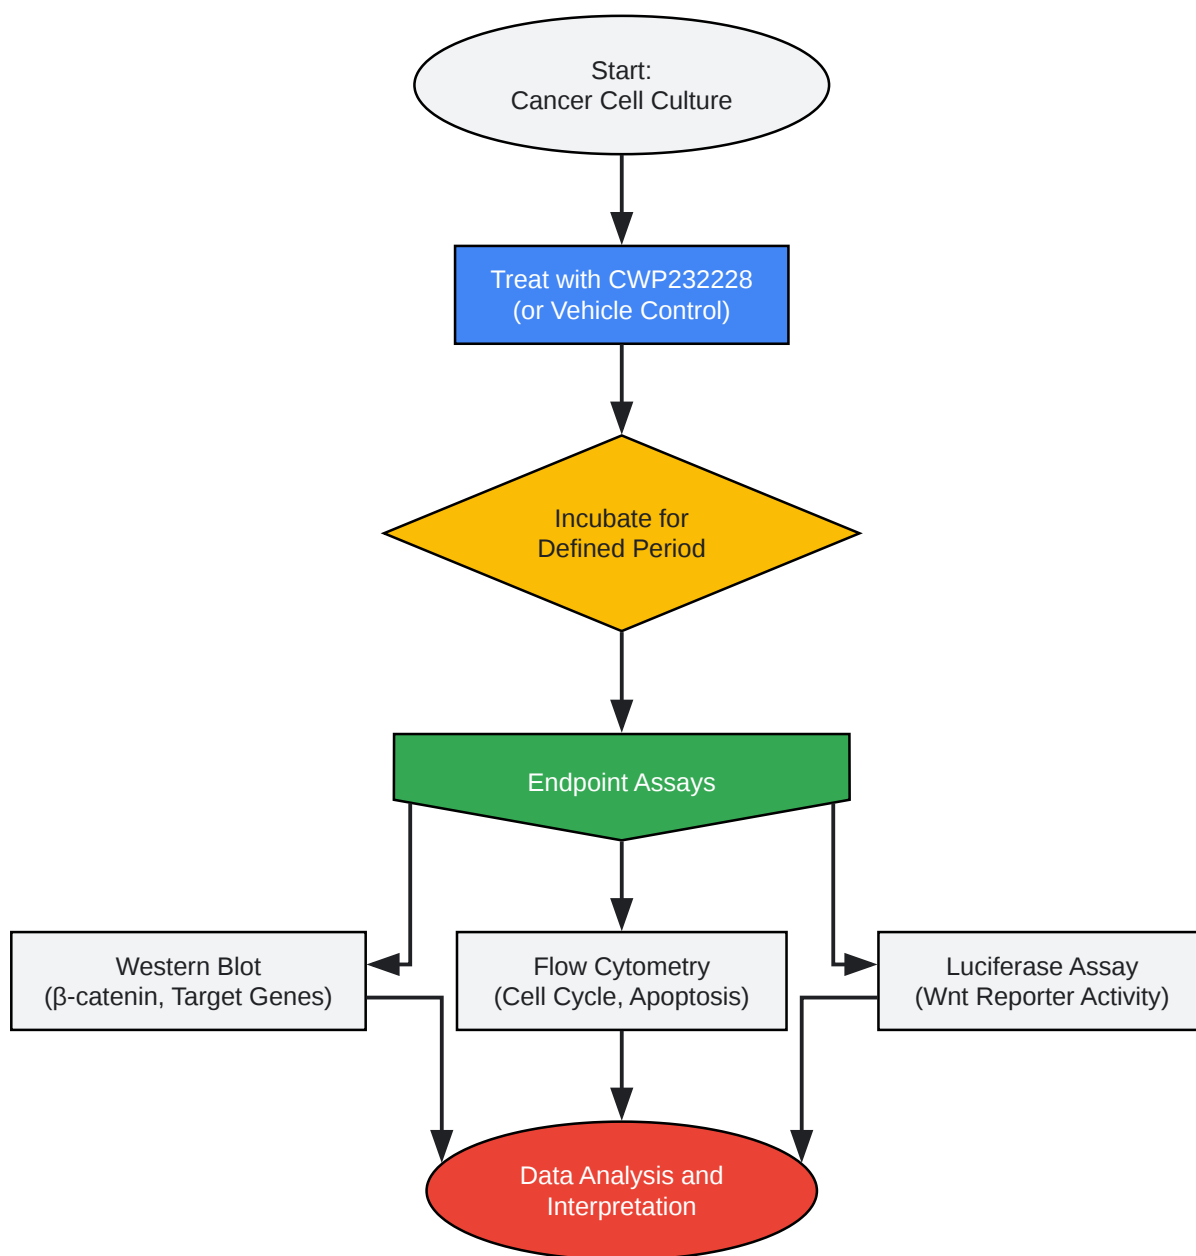 Start:
Cancer Cell Culture
Treat with CWP232228
(or Vehicle Control)
Incubate for
Defined Period
Endpoint Assays
Western Blot
(β-catenin, Target Genes)
Flow Cytometry
(Cell Cycle, Apoptosis)
Luciferase Assay
(Wnt Reporter Activity)
Data Analysis and
Interpretation